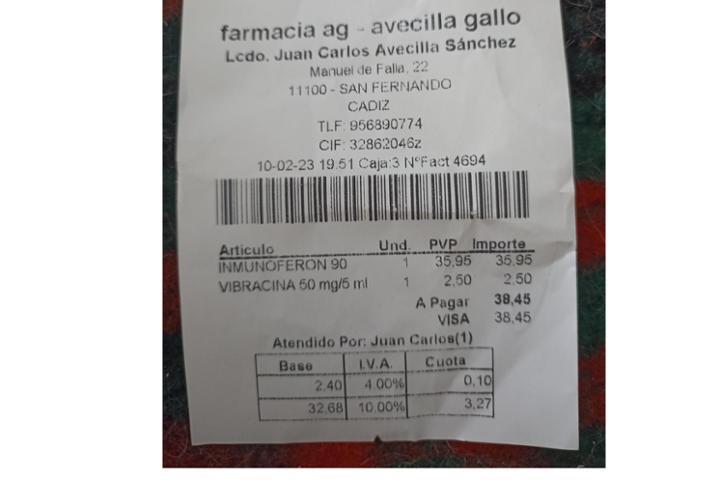 farmacia ag - avecilla gallo
Lcdo. Juan Carlos Avecilla Sánchez
Manuel de Falla, 22
11100 - SAN FERNANDO
CADIZ
TLF: 956890774
CIF: 32862046z
10-02-23 19.51 Caja:3 NºFact 4694
Articulo Und. PVP Importe
INMUNOFERON 90 1 35,95 35,95
VIBRACINA 50 mg/5 ml 1 2,50 2,50
A Pagar 38,45
VISA 38,45
Atendido Por: Juan Carlos(1)
Base I.V.A. Cuota
2,40 4.00% 0,10
32,68 10.00% 3,27